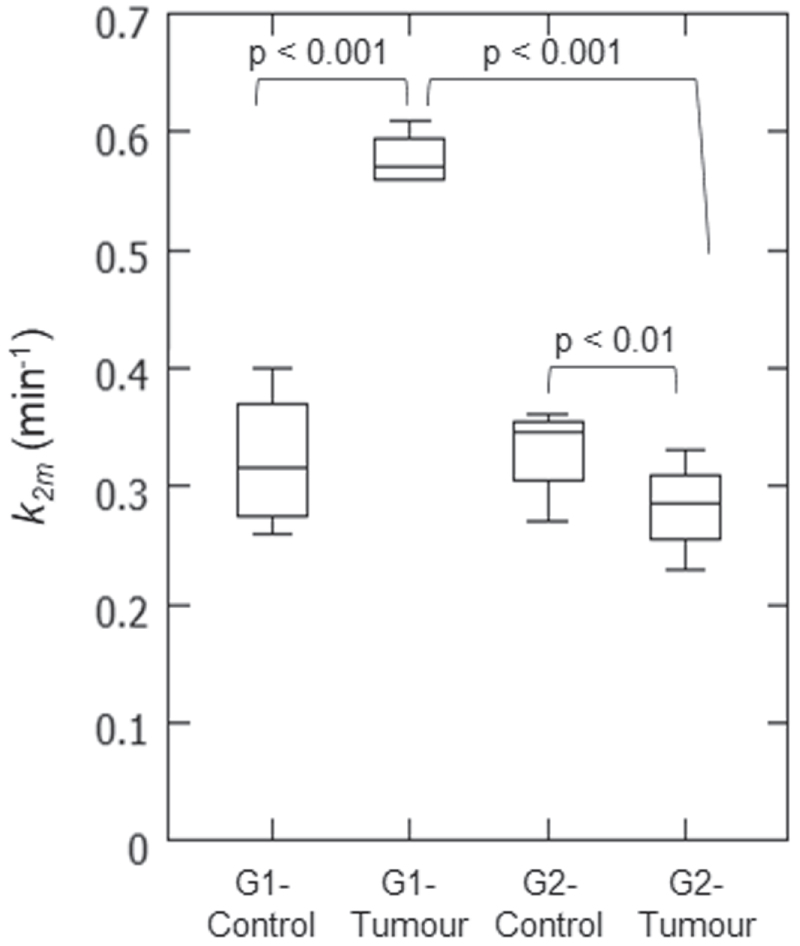 0.7
p < 0.001 p < 0.001
0.6
0.5
0.4
p < 0.01
0.3
0.2
0.1
0
k2m (min-1)
G1-Control
G1-Tumour
G2-Control
G2-Tumour